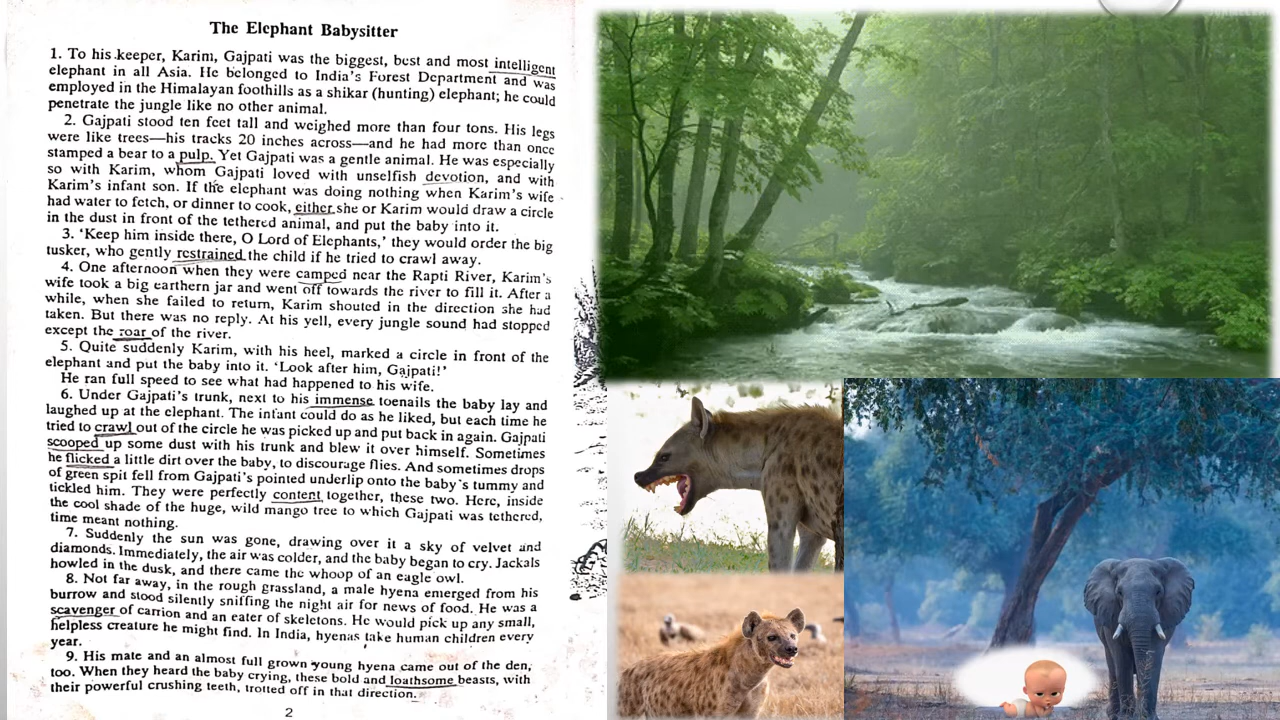 The Elephant Babysitter
1. To his keeper, Karim, Gajpati was the biggest, best and most intelligent
elephant in all Asia. He belonged to India's Forest Department and was
employed in the Himalayan foothills as a shikar (hunting) elephant; he could
penetrate the jungle like no other animal.
2. Gajpati stood ten feet tall and weighed more than four tons. His legs
were like trees—his tracks 20 inches across—and he had more than once
stamped a bear to a pulp. Yet Gajpati was a gentle animal. He was especially
so with Karim, whom Gajpati loved with unselfish devotion, and with
Karim's infant son. If the elephant was doing nothing when Karim's wife
had water to fetch, or dinner to cook, either she or Karim would draw a circle
in the dust in front of the tethered animal, and put the baby into it.
3. 'Keep him inside there, O Lord of Elephants,' they would order the big
tusker, who gently restrained the child if he tried to crawl away.
4. One afternoon when they were camped near the Rapti River, Karim's
wife took a big earthern jar and went off towards the river to fill it. After a
while, when she failed to return, Karim shouted in the direction she had
taken. But there was no reply. At his yell, every jungle sound had stopped
except the roar of the river.
5. Quite suddenly Karim, with his heel, marked a circle in front of the
elephant and put the baby into it. 'Look after him, Gajpati!'
He ran full speed to see what had happened to his wife.
6. Under Gajpati's trunk, next to his immense toenails the baby lay and
laughed up at the elephant. The infant could do as he liked, but each time he
tried to crawl out of the circle he was picked up and put back in again. Gajpati
scooped up some dust with his trunk and blew it over himself. Sometimes
he flicked a little dirt over the baby, to discourage flies. And sometimes drops
of green spit fell from Gajpati's pointed underlip onto the baby's tummy and
tickled him. They were perfectly content together, these two. Here, inside
the cool shade of the huge, wild mango tree to which Gajpati was tethered,
time meant nothing.
7. Suddenly the sun was gone, drawing over it a sky of velvet and
diamonds. Immediately, the air was colder, and the baby began to cry. Jackals
howled in the dusk, and there came the whoop of an eagle owl.
8. Not far away, in the rough grassland, a male hyena emerged from his
burrow and stood silently sniffing the night air for news of food. He was a
scavenger of carrion and an eater of skeletons. He would pick up any small,
helpless creature he might find. In India, hyenas take human children every
year.
9. His mate and an almost full grown young hyena came out of the den,
too. When they heard the baby crying, these bold and loathsome beasts, with
their powerful crushing teeth, trotted off in that direction.
2